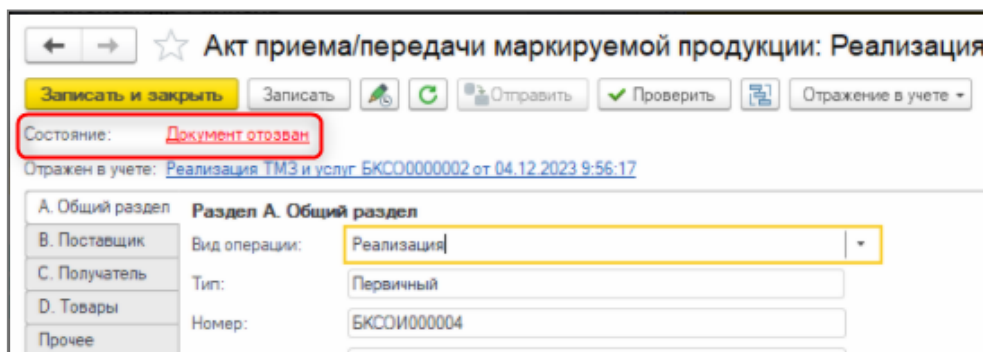 Акт приема/передачи маркируемой продукции: Реализация
Записать и закрыть Записать Отправить Проверить Отражение в учете
Состояние: Документ отозван
Отражен в учете: Реализация ТМЗ и услуг БКСО0000002 от 04.12.2023 9:56:17
А. Общий раздел Раздел А. Общий раздел
В. Поставщик Вид операции: Реализация
С. Получатель Тип: Первичный
D. Товары Номер: БКСОИ000004
Прочее